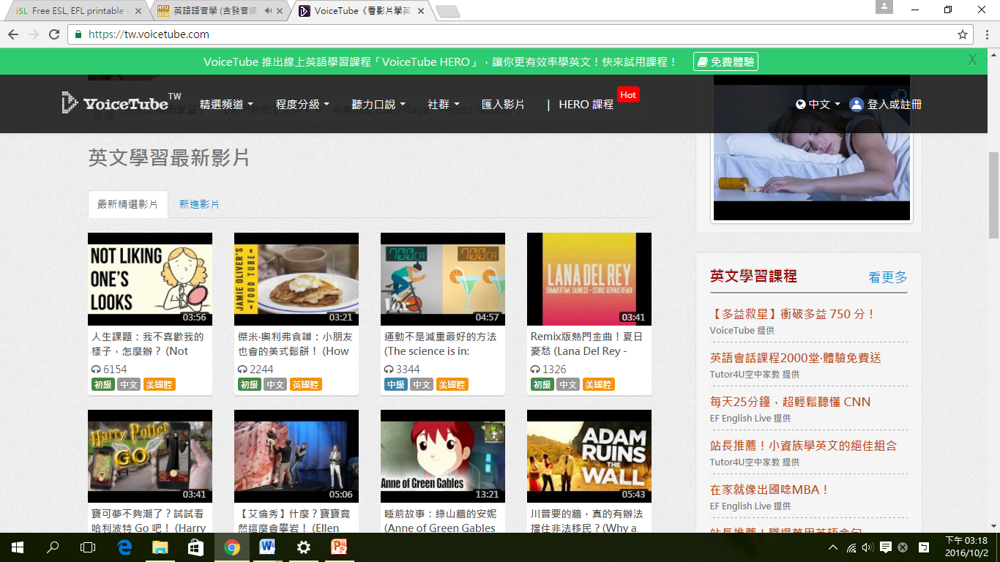 iSL Free ESL, EFL printable
英語語音學 (含發音
VoiceTube《看影片學英
https://tw.voicetube.com
VoiceTube 推出線上英語學習課程「VoiceTube HERO」，讓你更有效率學英文！快來試用課程！ 免費體驗 X
VoiceTube TW 精選頻道 程度分級 聽力口說 社群 匯入影片 | HERO 課程 Hot 中文 登入或註冊
英文學習最新影片
最新精選影片 新進影片
NOT LIKING
ONE'S
LOOKS
03:56
人生課題：我不喜歡我的
樣子，怎麼辦？ (Not
6154
初級 中文 美國腔
JAMIE OLIVER'S
FOOD TUBE
03:21
傑米·奧利弗食譜：小朋友
也會的美式鬆餅！ (How
2244
初級 中文 英國腔
700CA 700CA
Vox
04:57
運動不是減重最好的方法
(The science is in:
3344
中級 中文 美國腔
LANA DEL REY
SUMMERTIME SADNESS - CEDRIC GERVAIS REMIX
03:41
Remix版熱門金曲！夏日
憂愁 (Lana Del Rey -
1326
初級 中文 美國腔
Harry Potter
GO
03:41
寶可夢不夠潮了？試試看
哈利波特 Go 吧！ (Harry
05:06
【艾倫秀】什麼？寶寶竟
然這麼會攀岩！ (Ellen
Anne of Green Gables
13:21
睡前故事：綠山牆的安妮
(Anne of Green Gables
ADAM
RUINS
THE
WALL
05:43
川普要的牆，真的有辦法
擋住非法移民？(Why a
英文學習課程 看更多
【多益救星】衝破多益 750 分！
VoiceTube 提供
英語會話課程2000堂·體驗免費送
Tutor4U空中家教 提供
每天25分鐘，超輕鬆聽懂 CNN
EF English Live 提供
站長推薦！小資族學英文的絕佳組合
Tutor4U空中家教 提供
在家就像出國唸MBA！
EF English Live 提供
站長推薦！職場萬用英語金句
下午 03:18
2016/10/2